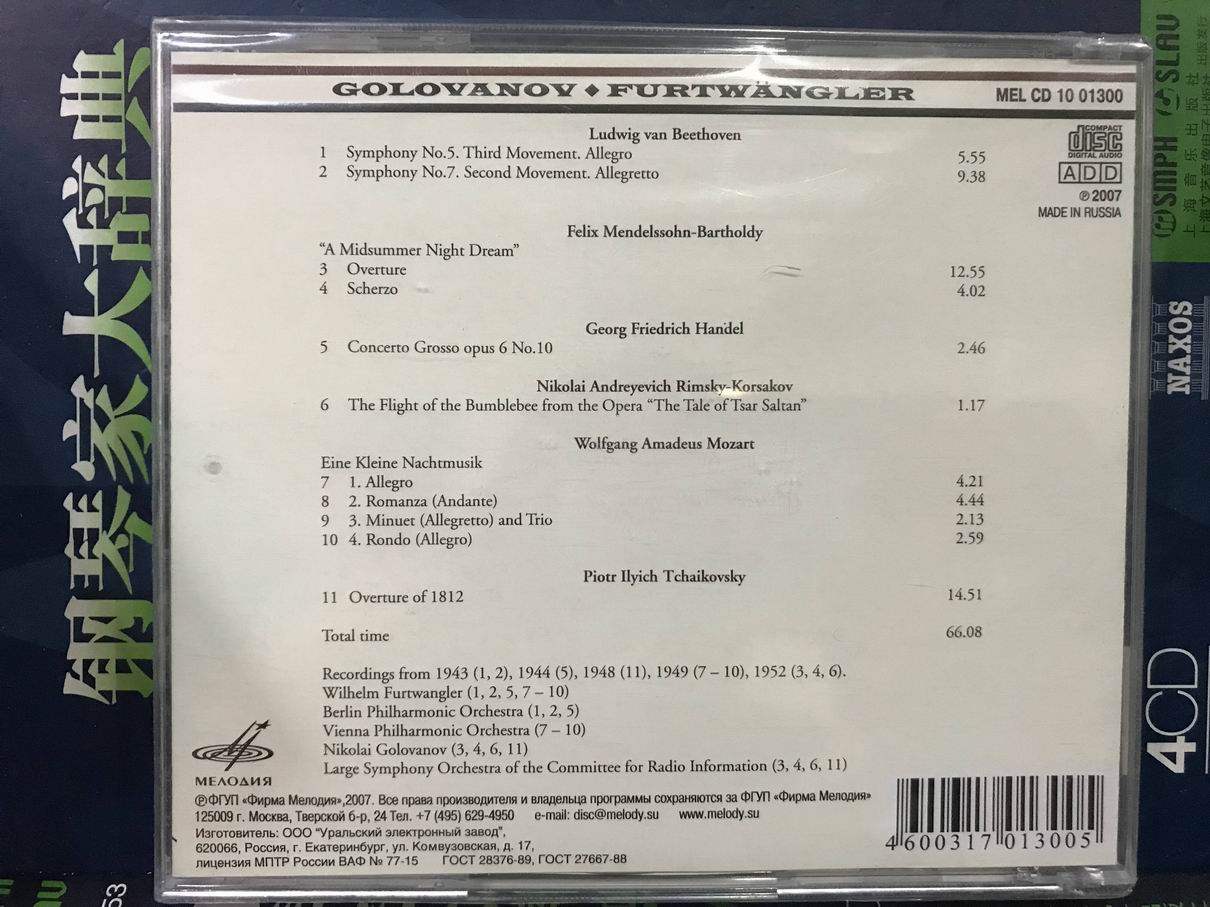 GOLOVANOV ♦ FURTWÄNGLER
MEL CD 10 01300
COMPACT
disc
DIGITAL AUDIO
ADD
℗ 2007
MADE IN RUSSIA
Ludwig van Beethoven
1 Symphony No.5. Third Movement. Allegro 5.55
2 Symphony No.7. Second Movement. Allegretto 9.38
Felix Mendelssohn-Bartholdy
“A Midsummer Night Dream”
3 Overture 12.55
4 Scherzo 4.02
Georg Friedrich Handel
5 Concerto Grosso opus 6 No.10 2.46
Nikolai Andreyevich Rimsky-Korsakov
6 The Flight of the Bumblebee from the Opera “The Tale of Tsar Saltan” 1.17
Wolfgang Amadeus Mozart
Eine Kleine Nachtmusik
7 1. Allegro 4.21
8 2. Romanza (Andante) 4.44
9 3. Minuet (Allegretto) and Trio 2.13
10 4. Rondo (Allegro) 2.59
Piotr Ilyich Tchaikovsky
11 Overture of 1812 14.51
Total time 66.08
Recordings from 1943 (1, 2), 1944 (5), 1948 (11), 1949 (7 – 10), 1952 (3, 4, 6).
Wilhelm Furtwangler (1, 2, 5, 7 – 10)
Berlin Philharmonic Orchestra (1, 2, 5)
Vienna Philharmonic Orchestra (7 – 10)
Nikolai Golovanov (3, 4, 6, 11)
Large Symphony Orchestra of the Committee for Radio Information (3, 4, 6, 11)
МЕЛОДИЯ
℗ФГУП «Фирма Мелодия»,2007. Все права производителя и владельца программы сохраняются за ФГУП «Фирма Мелодия»
125009 г. Москва, Тверской б-р, 24 Тел. +7 (495) 629-4950 e-mail: disc@melody.su www.melody.su
Изготовитель: ООО “Уральский электронный завод”,
620066, Россия, г. Екатеринбург, ул. Комвузовская, д. 17,
лицензия МПТР России ВАФ № 77-15 ГОСТ 28376-89, ГОСТ 27667-88
4 600317 013005
钢琴家大辞典
SMPH
SLAV
上海音乐出版社
NAXOS
4CD
53